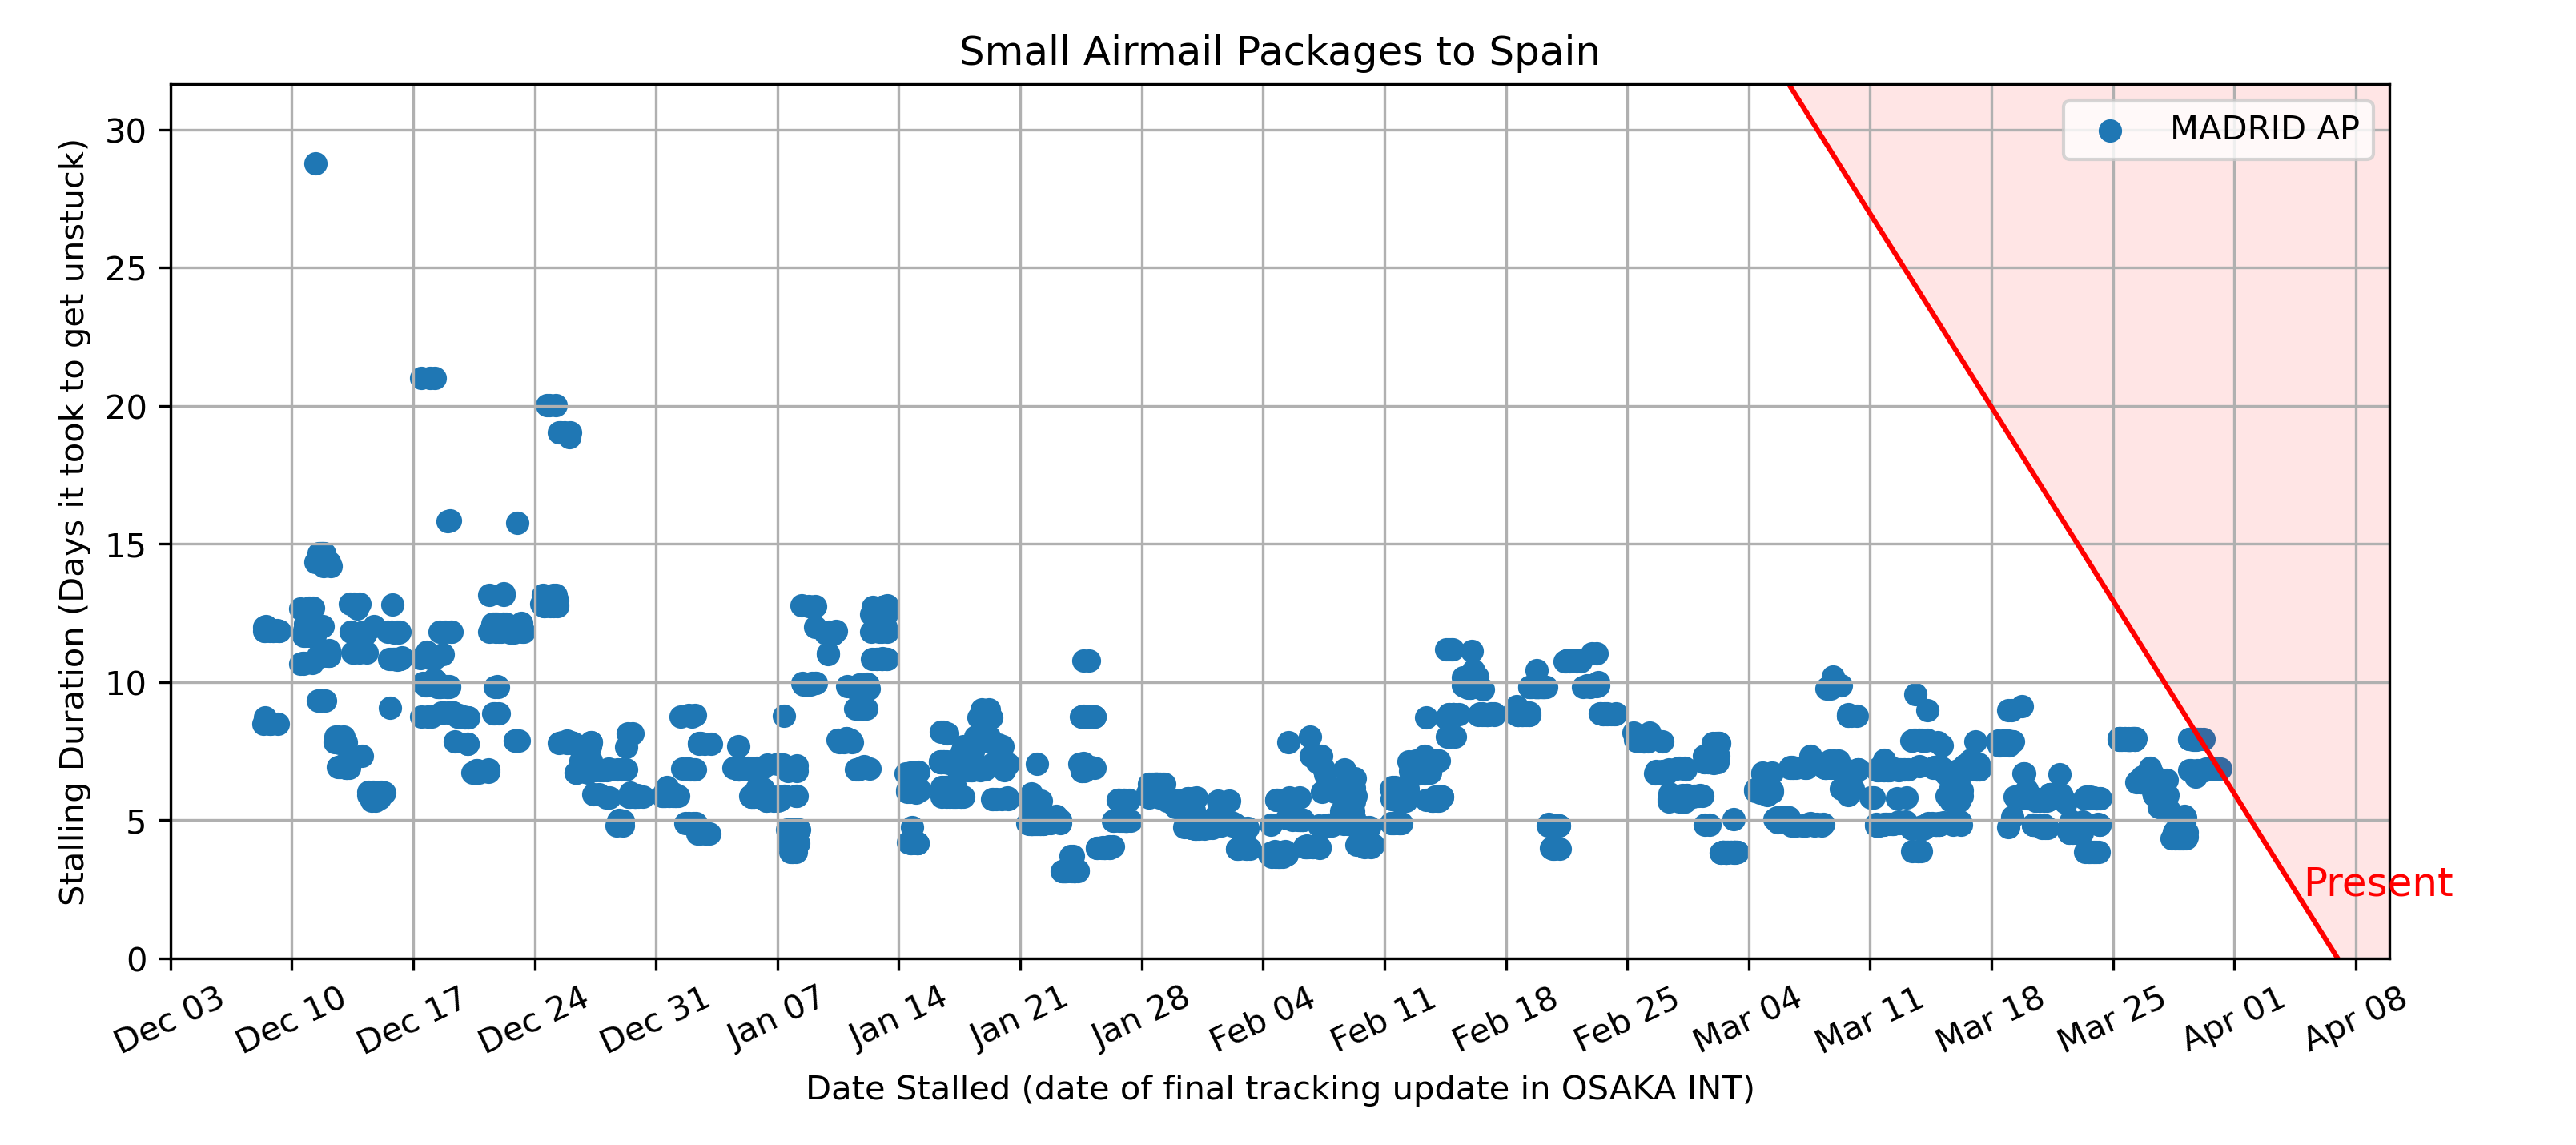 Small Airmail Packages to Spain
MADRID AP
Stalling Duration (Days it took to get unstuck)
30
25
20
15
10
5
0
Present
Dec 03
Dec 10
Dec 17
Dec 24
Dec 31
Jan 07
Jan 14
Jan 21
Jan 28
Feb 04
Feb 11
Feb 18
Feb 25
Mar 04
Mar 11
Mar 18
Mar 25
Apr 01
Apr 08
Date Stalled (date of final tracking update in OSAKA INT)